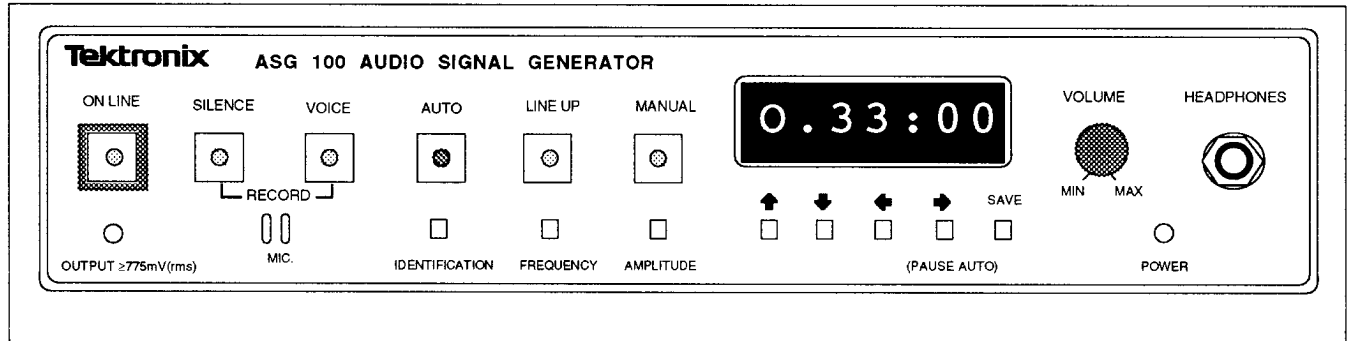 Tektronix ASG 100 AUDIO SIGNAL GENERATOR
ON LINE SILENCE VOICE AUTO LINE UP MANUAL VOLUME HEADPHONES
0.33:00
RECORD
MIN MAX
SAVE
MIC.
OUTPUT ≥775mV(rms) IDENTIFICATION FREQUENCY AMPLITUDE (PAUSE AUTO) POWER